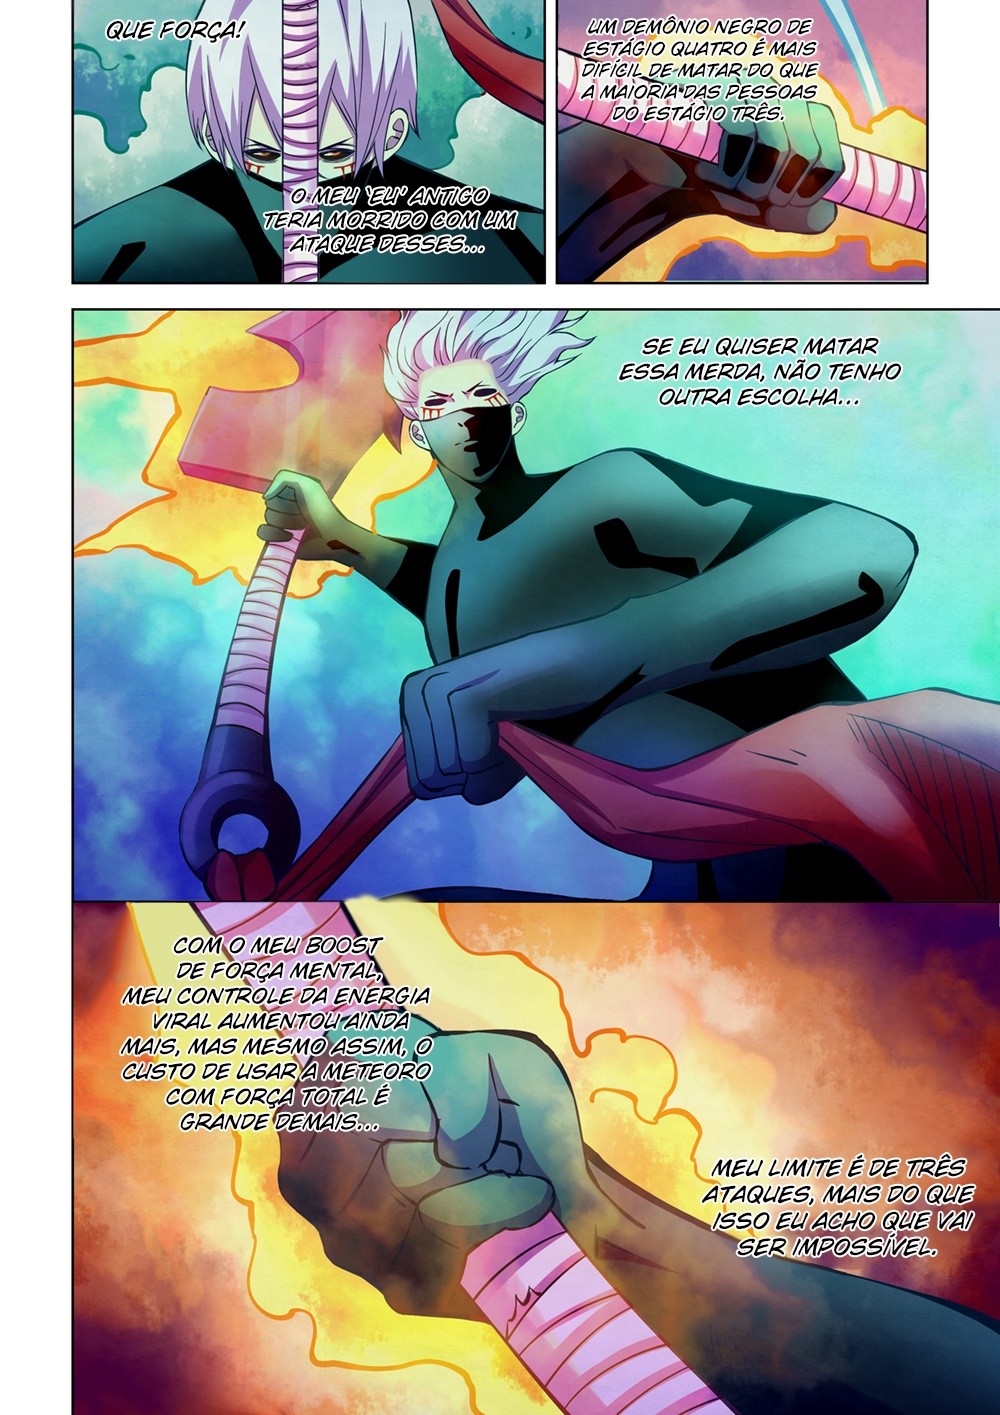 QUE FORÇA!
O MEU 'EU' ANTIGO
TERIA MORRIDO COM UM
ATAQUE DESSES...
UM DEMÔNIO NEGRO DE
ESTÁGIO QUATRO É MAIS
DIFÍCIL DE MATAR DO QUE
A MAIORIA DAS PESSOAS
DO ESTÁGIO TRÊS.
SE EU QUISER MATAR
ESSA MERDA, NÃO TENHO
OUTRA ESCOLHA...
COM O MEU BOOST
DE FORÇA MENTAL,
MEU CONTROLE DA ENERGIA
VIRAL AUMENTOU AINDA
MAIS, MAS MESMO ASSIM, O
CUSTO DE USAR A METEORO
COM FORÇA TOTAL É
GRANDE DEMAIS...
MEU LIMITE É DE TRÊS
ATAQUES, MAIS DO QUE
ISSO EU ACHO QUE VAI
SER IMPOSSÍVEL.